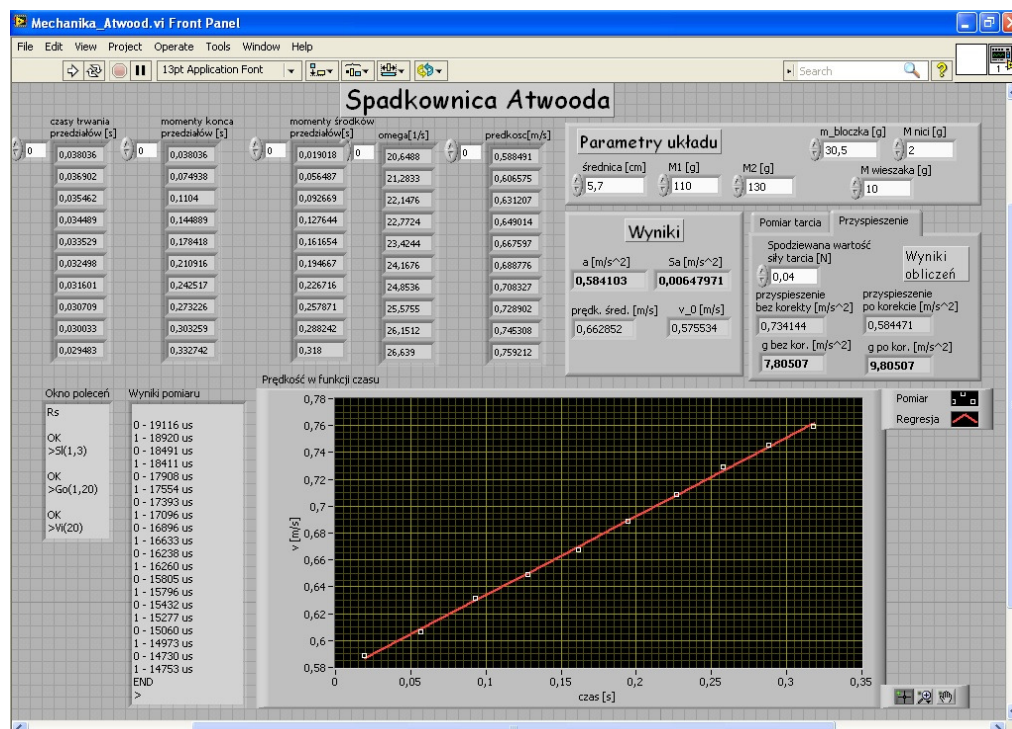 Mechanika_Atwood.vi Front Panel
File Edit View Project Operate Tools Window Help
13pt Application Font
Search
1
Spadkownica Atwooda
czasy trwania
przedziałów [s]
0
0,038036
0,036902
0,035462
0,034489
0,033529
0,032498
0,031601
0,030709
0,030033
0,029483
momenty konca
przedziałów [s]
0
0,038036
0,074938
0,1104
0,144889
0,178418
0,210916
0,242517
0,273226
0,303259
0,332742
momenty środków
przedziałów[s]
0
0,019018
0,056487
0,092669
0,127644
0,161654
0,194667
0,226716
0,257871
0,288242
0,318
omega[1/s]
0
20,6488
21,2833
22,1476
22,7724
23,4244
24,1676
24,8536
25,5755
26,1512
26,639
predkosc[m/s]
0
0,588491
0,606575
0,631207
0,649014
0,667597
0,688776
0,708327
0,728902
0,745308
0,759212
Parametry układu
m_bloczka [g]
30,5
M nici [g]
2
średnica [cm]
5,7
M1 [g]
110
M2 [g]
130
M wieszaka [g]
10
Wyniki
a [m/s^2]
0,584103
Sa [m/s^2]
0,00647971
prędk. śred. [m/s]
0,662852
v_0 [m/s]
0,575534
Pomiar tarcia
Przyspieszenie
Spodziewana wartość
siły tarcia [N]
0,04
Wyniki
obliczeń
przyspieszenie
bez korekty [m/s^2]
0,734144
przyspieszenie
po korekcie [m/s^2]
0,584471
g bez kor. [m/s^2]
7,80507
g po kor. [m/s^2]
9,80507
Okno poleceń
Rs
OK
>Sl(1,3)
OK
>Go(1,20)
OK
>Vi(20)
Wyniki pomiaru
0 - 19116 us
1 - 18920 us
0 - 18491 us
1 - 18411 us
0 - 17908 us
1 - 17554 us
0 - 17393 us
1 - 17096 us
0 - 16896 us
1 - 16633 us
0 - 16238 us
1 - 16260 us
0 - 15805 us
1 - 15796 us
0 - 15432 us
1 - 15277 us
0 - 15060 us
1 - 14973 us
0 - 14730 us
1 - 14753 us
END
>
Prędkość w funkcji czasu
v [m/s]
0,78
0,76
0,74
0,72
0,7
0,68
0,66
0,64
0,62
0,6
0,58
0 0,05 0,1 0,15 0,2 0,25 0,3 0,35
czas [s]
Pomiar
Regresja